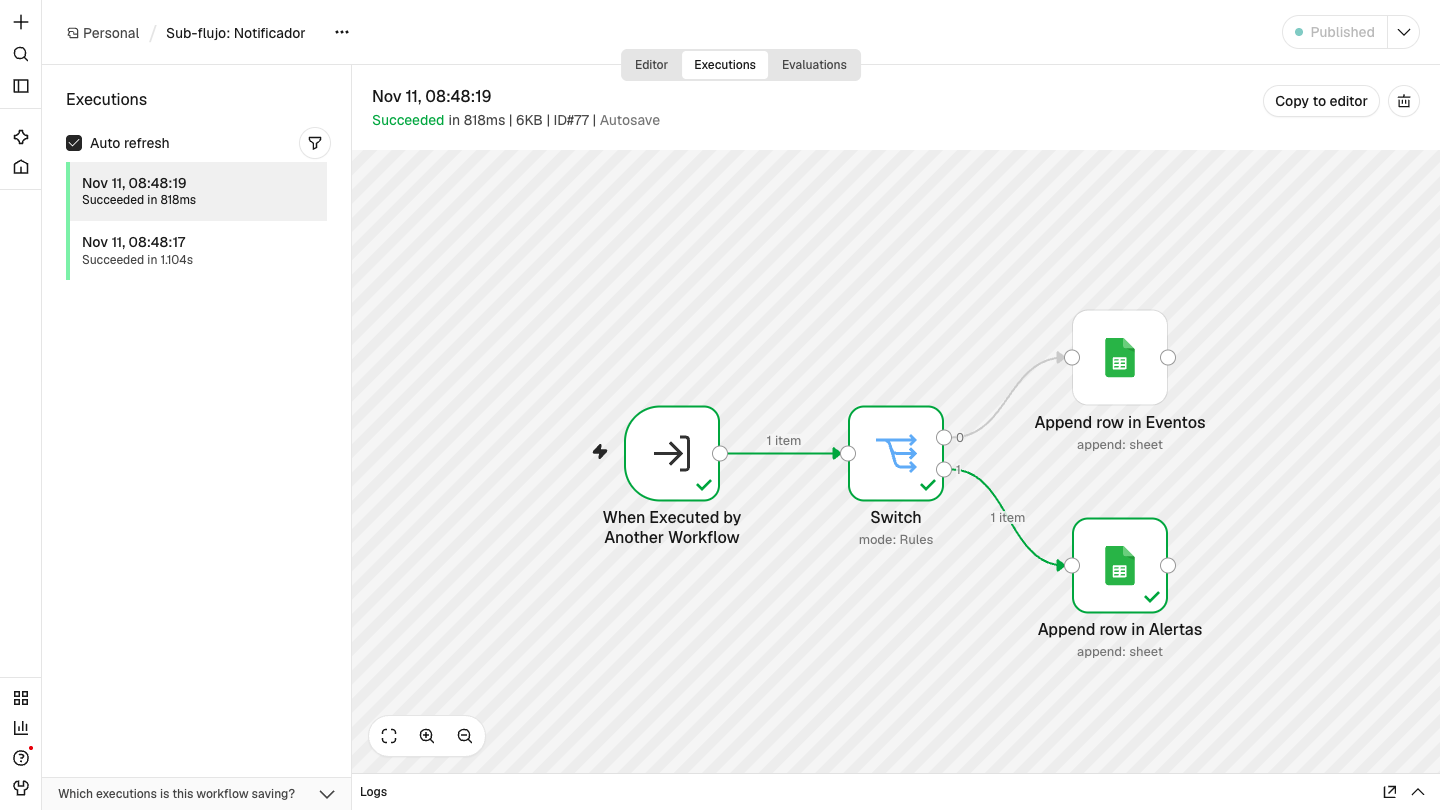 Personal / Sub-flujo: Notificador ...
Published
Editor Executions Evaluations
Executions
Auto refresh
Nov 11, 08:48:19
Succeeded in 818ms
Nov 11, 08:48:17
Succeeded in 1.104s
Which executions is this workflow saving?
Nov 11, 08:48:19
Succeeded in 818ms | 6KB | ID#77 | Autosave
Copy to editor
When Executed by
Another Workflow
1 item
Switch
mode: Rules
0
1
1 item
Append row in Eventos
append: sheet
Append row in Alertas
append: sheet
Logs